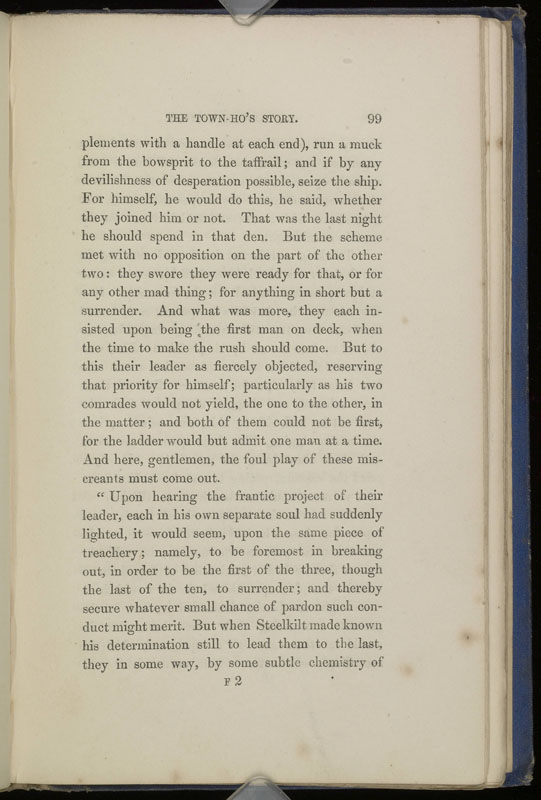 THE TOWN-HO'S STORY. 99
plements with a handle at each end), run a muck
from the bowsprit to the taffrail; and if by any
devilishness of desperation possible, seize the ship.
For himself, he would do this, he said, whether
they joined him or not. That was the last night
he should spend in that den. But the scheme
met with no opposition on the part of the other
two: they swore they were ready for that, or for
any other mad thing; for anything in short but a
surrender. And what was more, they each in-
sisted upon being the first man on deck, when
the time to make the rush should come. But to
this their leader as fiercely objected, reserving
that priority for himself; particularly as his two
comrades would not yield, the one to the other, in
the matter; and both of them could not be first,
for the ladder would but admit one man at a time.
And here, gentlemen, the foul play of these mis-
creants must come out.
“Upon hearing the frantic project of their
leader, each in his own separate soul had suddenly
lighted, it would seem, upon the same piece of
treachery; namely, to be foremost in breaking
out, in order to be the first of the three, though
the last of the ten, to surrender; and thereby
secure whatever small chance of pardon such con-
duct might merit. But when Steelkilt made known
his determination still to lead them to the last,
they in some way, by some subtle chemistry of
F 2